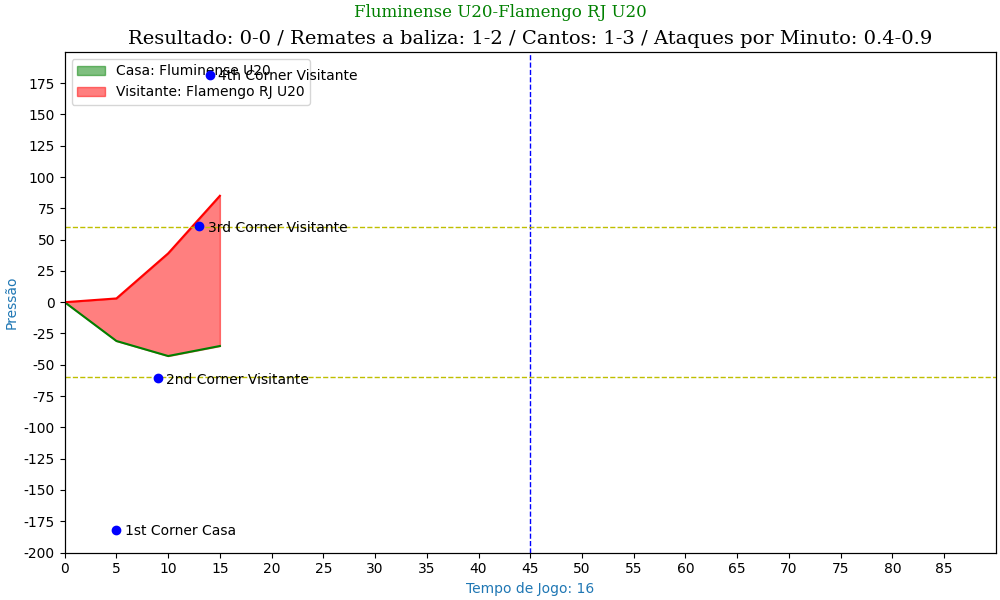 Fluminense U20-Flamengo RJ U20
Resultado: 0-0 / Remates a baliza: 1-2 / Cantos: 1-3 / Ataques por Minuto: 0.4-0.9
Casa: Fluminense U20
4th Corner Visitante
Visitante: Flamengo RJ U20
3rd Corner Visitante
2nd Corner Visitante
1st Corner Casa
Pressão
175
150
125
100
75
50
25
0
-25
-50
-75
-100
-125
-150
-175
-200
0 5 10 15 20 25 30 35 40 45 50 55 60 65 70 75 80 85
Tempo de Jogo: 16